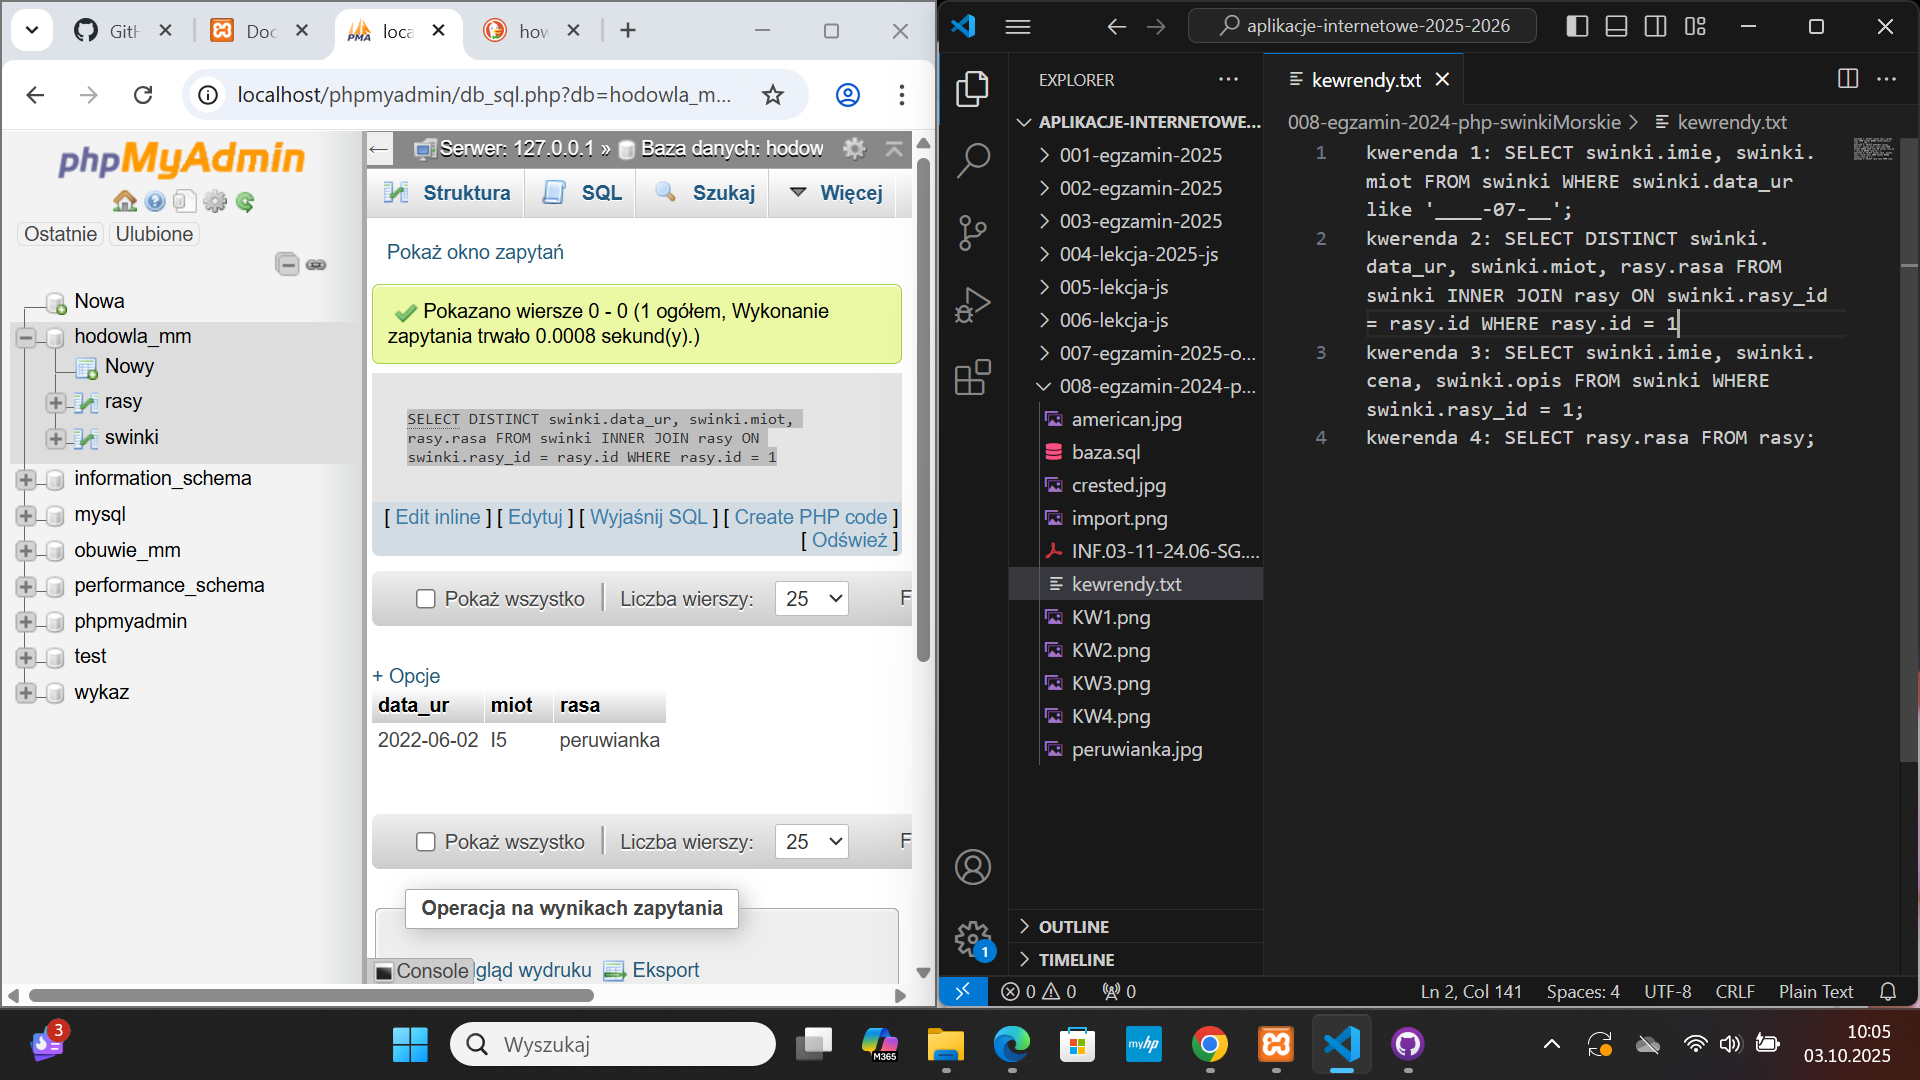 GitH
Doc
loca
how
localhost/phpmyadmin/db_sql.php?db=hodowla_m...
phpMyAdmin
Ostatnie
Ulubione
Nowa
hodowla_mm
Nowy
rasy
swinki
information_schema
mysql
obuwie_mm
performance_schema
phpmyadmin
test
wykaz
Serwer: 127.0.0.1 » Baza danych: hodow
Struktura
SQL
Szukaj
Więcej
Pokaż okno zapytań
Pokazano wiersze 0 - 0 (1 ogółem, Wykonanie
zapytania trwało 0.0008 sekund(y).)
SELECT DISTINCT swinki.data_ur, swinki.miot,
rasy.rasa FROM swinki INNER JOIN rasy ON
swinki.rasy_id = rasy.id WHERE rasy.id = 1
[ Edit inline ] [ Edytuj ] [ Wyjaśnij SQL ] [ Create PHP code ]
[ Odśwież ]
Pokaż wszystko
Liczba wierszy:
25
F
+ Opcje
data_ur miot rasa
2022-06-02 I5 peruwianka
Pokaż wszystko
Liczba wierszy:
25
F
Operacja na wynikach zapytania
Console
gląd wydruku
Eksport
aplikacje-internetowe-2025-2026
EXPLORER
APLIKACJE-INTERNETOWE...
001-egzamin-2025
002-egzamin-2025
003-egzamin-2025
004-lekcja-2025-js
005-lekcja-js
006-lekcja-js
007-egzamin-2025-o...
008-egzamin-2024-p...
american.jpg
baza.sql
crested.jpg
import.png
INF.03-11-24.06-SG....
kewrendy.txt
KW1.png
KW2.png
KW3.png
KW4.png
peruwianka.jpg
OUTLINE
TIMELINE
kewrendy.txt
008-egzamin-2024-php-swinkiMorskie > kewrendy.txt
1 kwerenda 1: SELECT swinki.imie, swinki.
miot FROM swinki WHERE swinki.data_ur
like '____-07-__';
2 kwerenda 2: SELECT DISTINCT swinki.
data_ur, swinki.miot, rasy.rasa FROM
swinki INNER JOIN rasy ON swinki.rasy_id
= rasy.id WHERE rasy.id = 1
3 kwerenda 3: SELECT swinki.imie, swinki.
cena, swinki.opis FROM swinki WHERE
swinki.rasy_id = 1;
4 kwerenda 4: SELECT rasy.rasa FROM rasy;
1
0 0 0
Ln 2, Col 141
Spaces: 4
UTF-8
CRLF
Plain Text
3
Wyszukaj
M365
myhp
10:05
03.10.2025